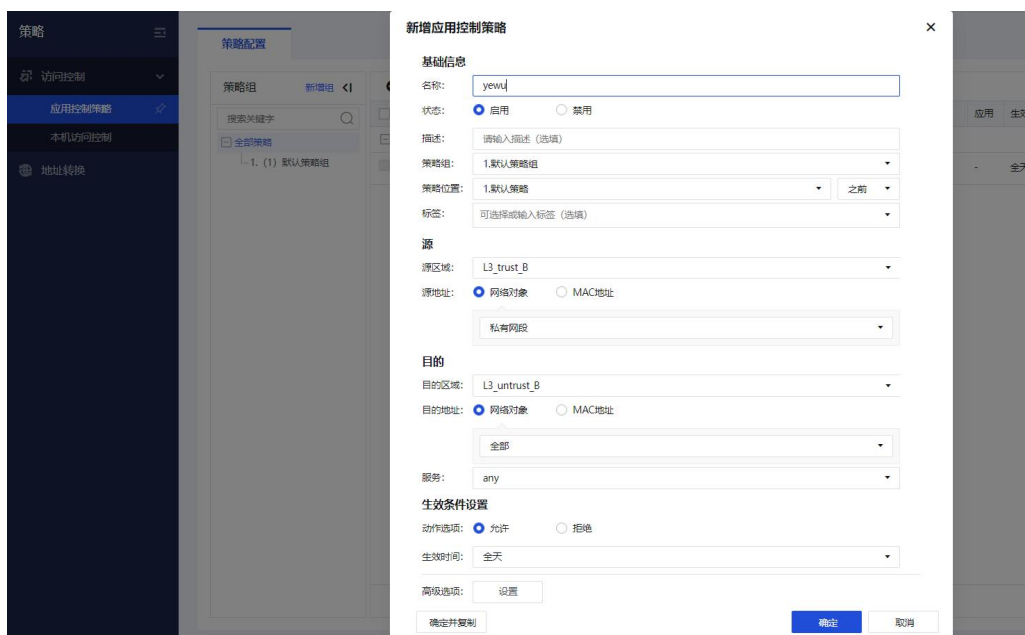 策略
访问控制
应用控制策略
本机访问控制
地址转换
策略配置
策略组 新增组
搜索关键字
全部策略
1. (1) 默认策略组
应用
-
新增应用控制策略
基础信息
名称: yewu
状态: 启用 禁用
描述: 请输入描述（选填）
策略组: 1.默认策略组
策略位置: 1.默认策略 之前
标签: 可选择或输入标签（选填）
源
源区域: L3_trust_B
源地址: 网络对象 MAC地址
私有网段
目的
目的区域: L3_untrust_B
目的地址: 网络对象 MAC地址
全部
服务: any
生效条件设置
动作选项: 允许 拒绝
生效时间: 全天
高级选项: 设置
确定并复制 确定 取消